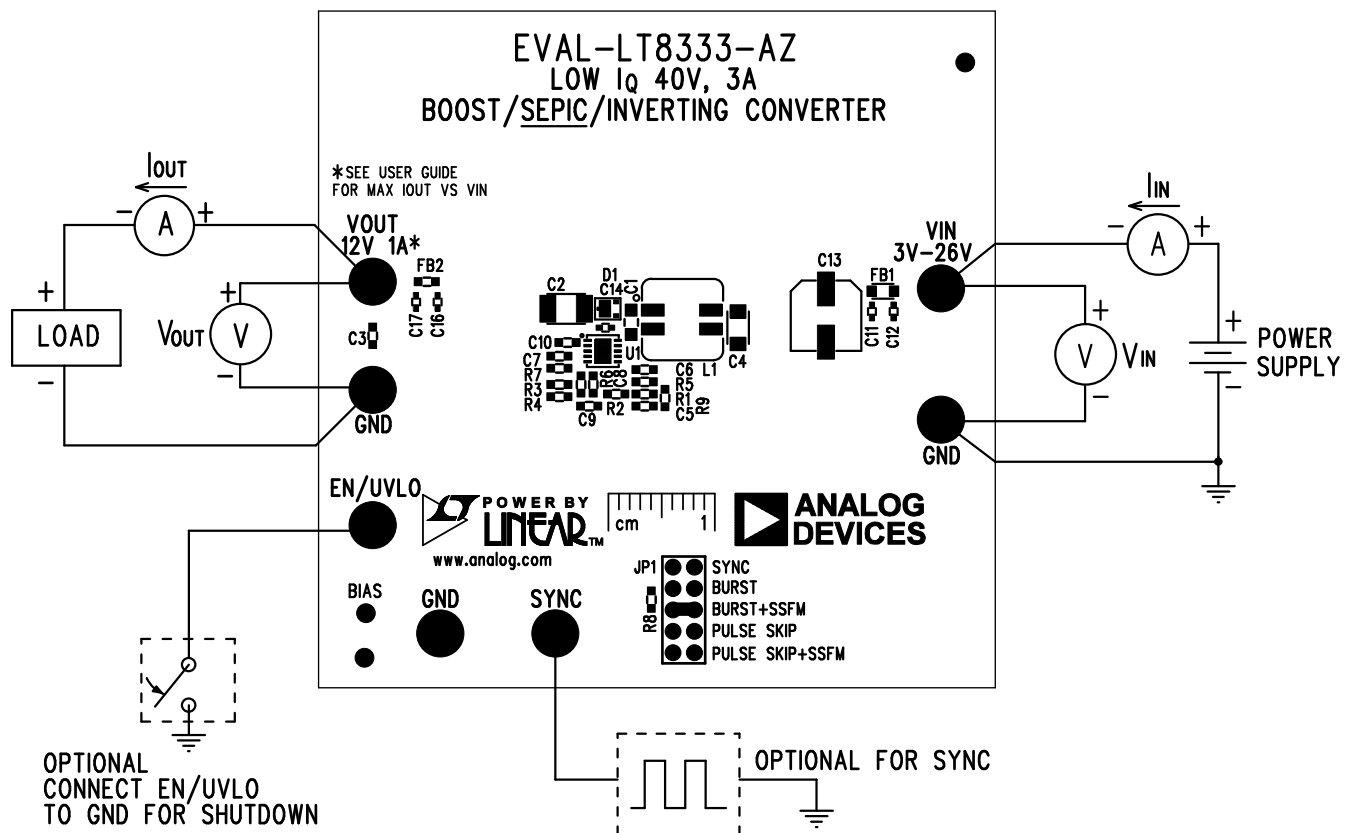 EVAL-LT8333-AZ
LOW IQ 40V, 3A
BOOST/SEPIC/INVERTING CONVERTER
*SEE USER GUIDE
FOR MAX IOUT VS VIN
IOUT
- A +
VOUT
12V 1A*
FB2
C17
C16
C3
+
LOAD
-
+
VOUT V
-
GND
D1
C2
C14
C1
C10
U1
C7
R7
R3
R4
R6
C8
C9
R2
C6
R5
R1
C5
R9
L1
C4
C13
FB1
C11
C12
VIN
3V-26V
IIN
- A +
+
V VIN
-
+
POWER
SUPPLY
-
GND
EN/UVLO
POWER BY
LINEAR™
www.analog.com
cm 1
ANALOG
DEVICES
BIAS
GND
SYNC
JP1
R8
SYNC
BURST
BURST+SSFM
PULSE SKIP
PULSE SKIP+SSFM
OPTIONAL
CONNECT EN/UVLO
TO GND FOR SHUTDOWN
OPTIONAL FOR SYNC